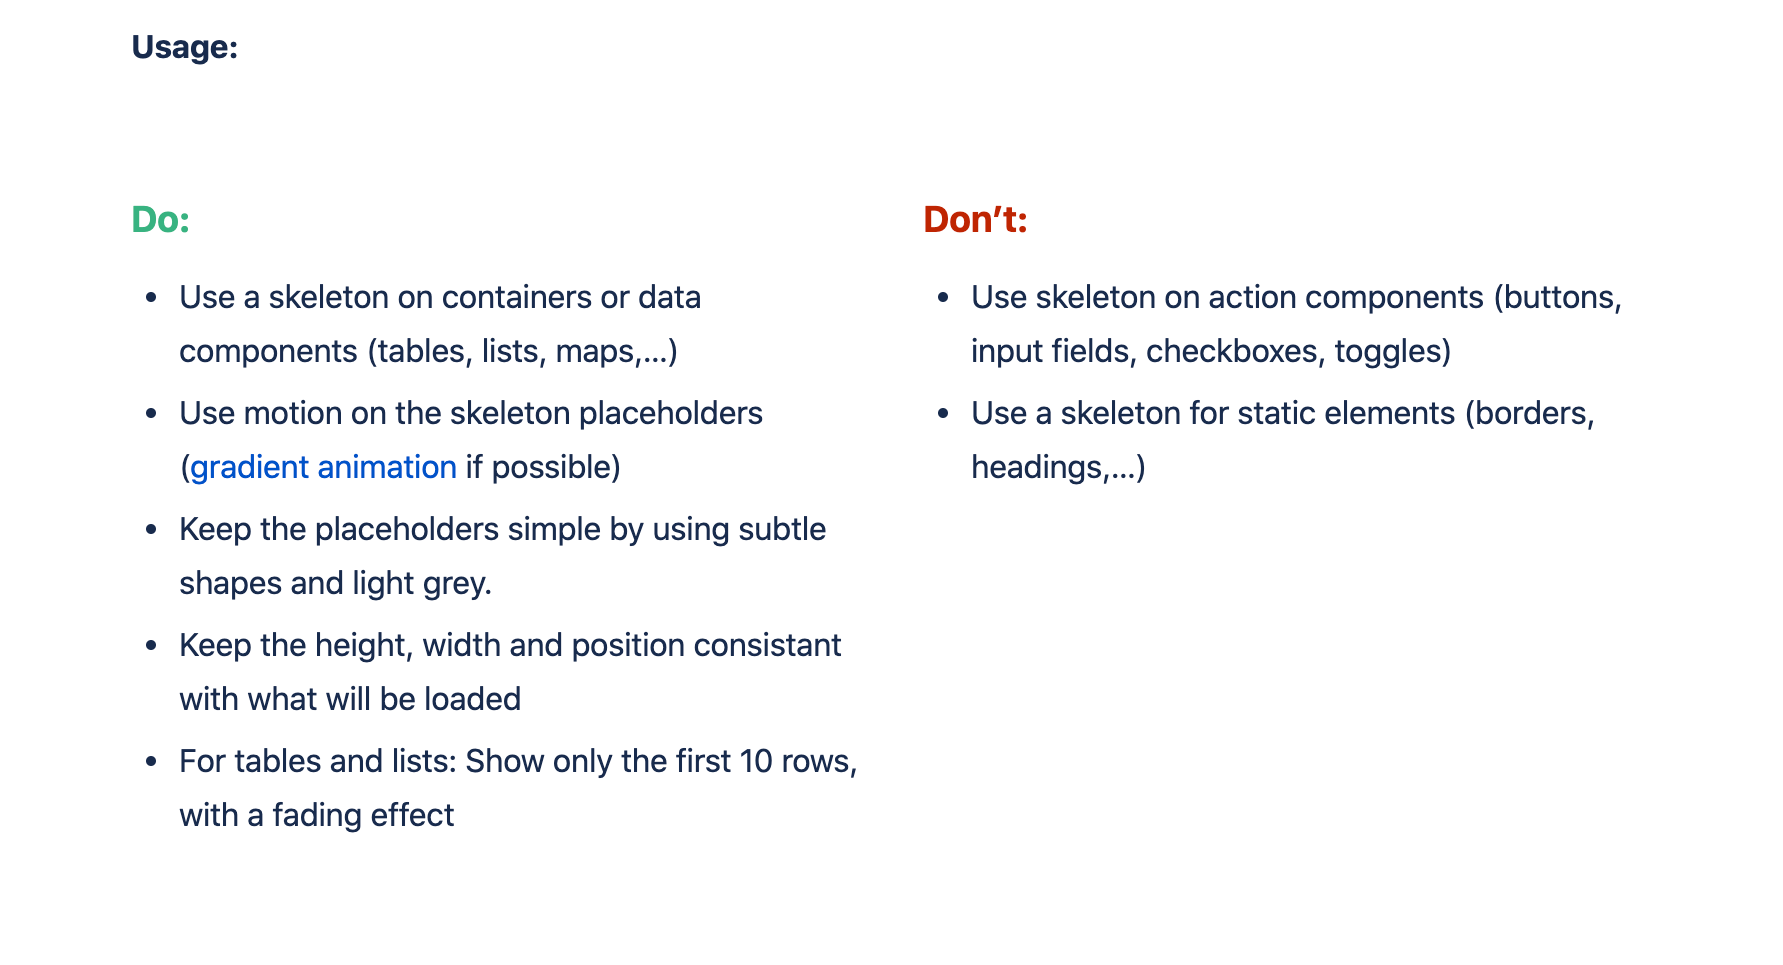 Usage:
Do:
• Use a skeleton on containers or data
components (tables, lists, maps,...)
• Use motion on the skeleton placeholders
(gradient animation if possible)
• Keep the placeholders simple by using subtle
shapes and light grey.
• Keep the height, width and position consistant
with what will be loaded
• For tables and lists: Show only the first 10 rows,
with a fading effect
Don’t:
• Use skeleton on action components (buttons,
input fields, checkboxes, toggles)
• Use a skeleton for static elements (borders,
headings,...)